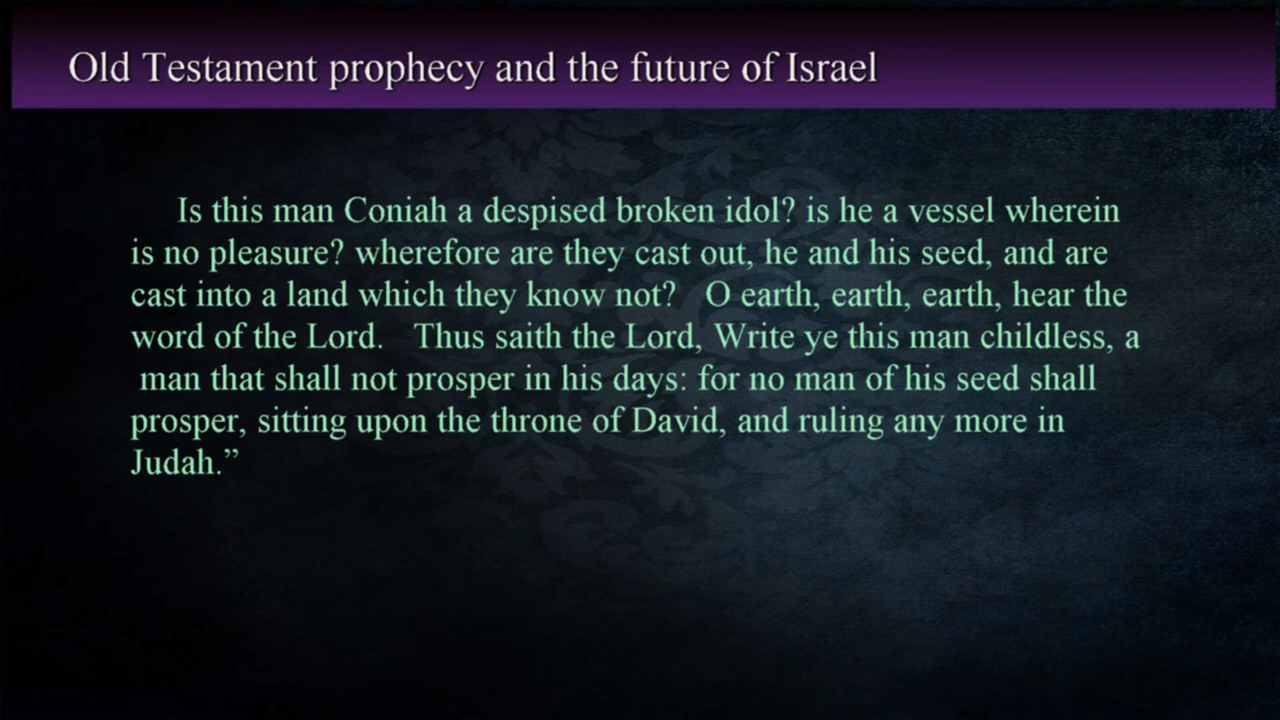 Old Testament prophecy and the future of Israel
Is this man Coniah a despised broken idol? is he a vessel wherein
is no pleasure? wherefore are they cast out, he and his seed, and are
cast into a land which they know not? O earth, earth, earth, hear the
word of the Lord. Thus saith the Lord, Write ye this man childless, a
man that shall not prosper in his days: for no man of his seed shall
prosper, sitting upon the throne of David, and ruling any more in
Judah.”